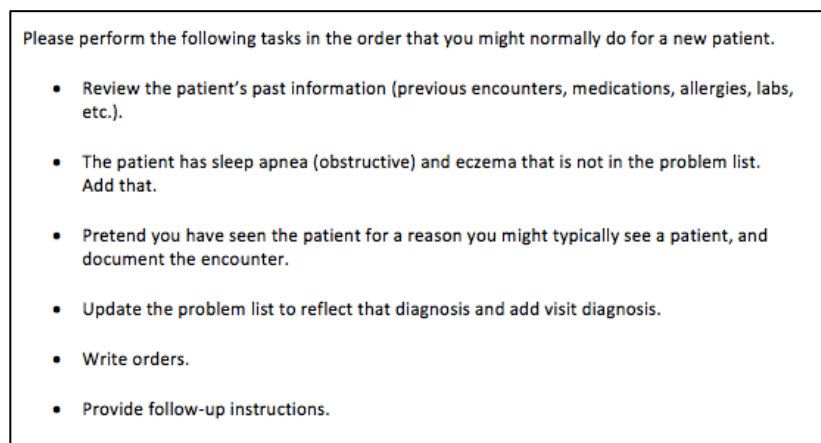 Please perform the following tasks in the order that you might normally do for a new patient.
• Review the patient's past information (previous encounters, medications, allergies, labs,
etc.).
• The patient has sleep apnea (obstructive) and eczema that is not in the problem list.
Add that.
• Pretend you have seen the patient for a reason you might typically see a patient, and
document the encounter.
• Update the problem list to reflect that diagnosis and add visit diagnosis.
• Write orders.
• Provide follow-up instructions.